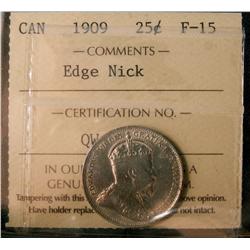 CAN 1909 25¢ F-15
COMMENTS
Edge Nick
CERTIFICATION NO.
QW
IN OU A
GENU M.
Tampering with this ove opinion.
Have holder replac not intact.